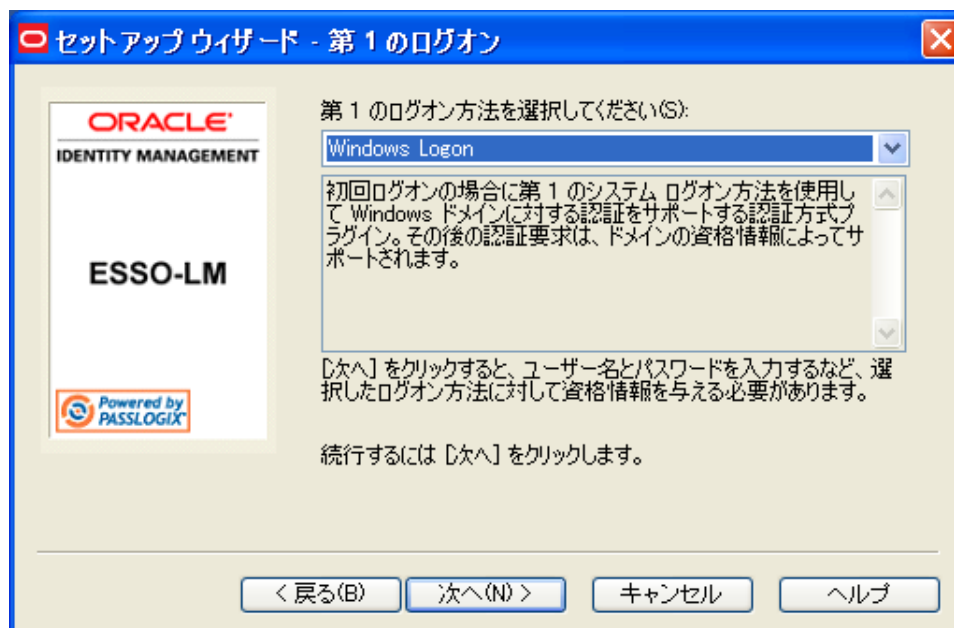 セットアップ ウィザード - 第 1 のログオン
ORACLE
IDENTITY MANAGEMENT
ESSO-LM
Powered by
PASSLOGIX
第 1 のログオン方法を選択してください(S):
Windows Logon
初回ログオンの場合に第 1 のシステム ログオン方法を使用し
て Windows ドメインに対する認証をサポートする認証方式プ
ラグイン。その後の認証要求は、ドメインの資格情報によってサ
ポートされます。
[次へ] をクリックすると、ユーザー名とパスワードを入力するなど、選
択したログオン方法に対して資格情報を与える必要があります。
続行するには [次へ] をクリックします。
< 戻る(B)
次へ(N) >
キャンセル
ヘルプ